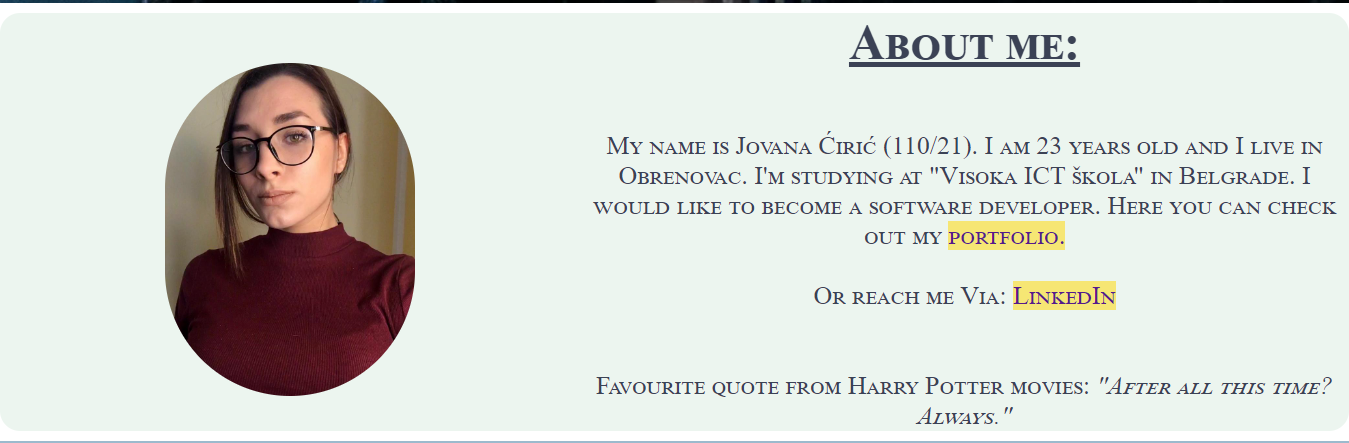 About me:
My name is Jovana Ćirić (110/21). I am 23 years old and I live in
Obrenovac. I'm studying at "Visoka ICT škola" in Belgrade. I
would like to become a software developer. Here you can check
out my portfolio.
Or reach me Via: LinkedIn
Favourite quote from Harry Potter movies: "After all this time?
Always."